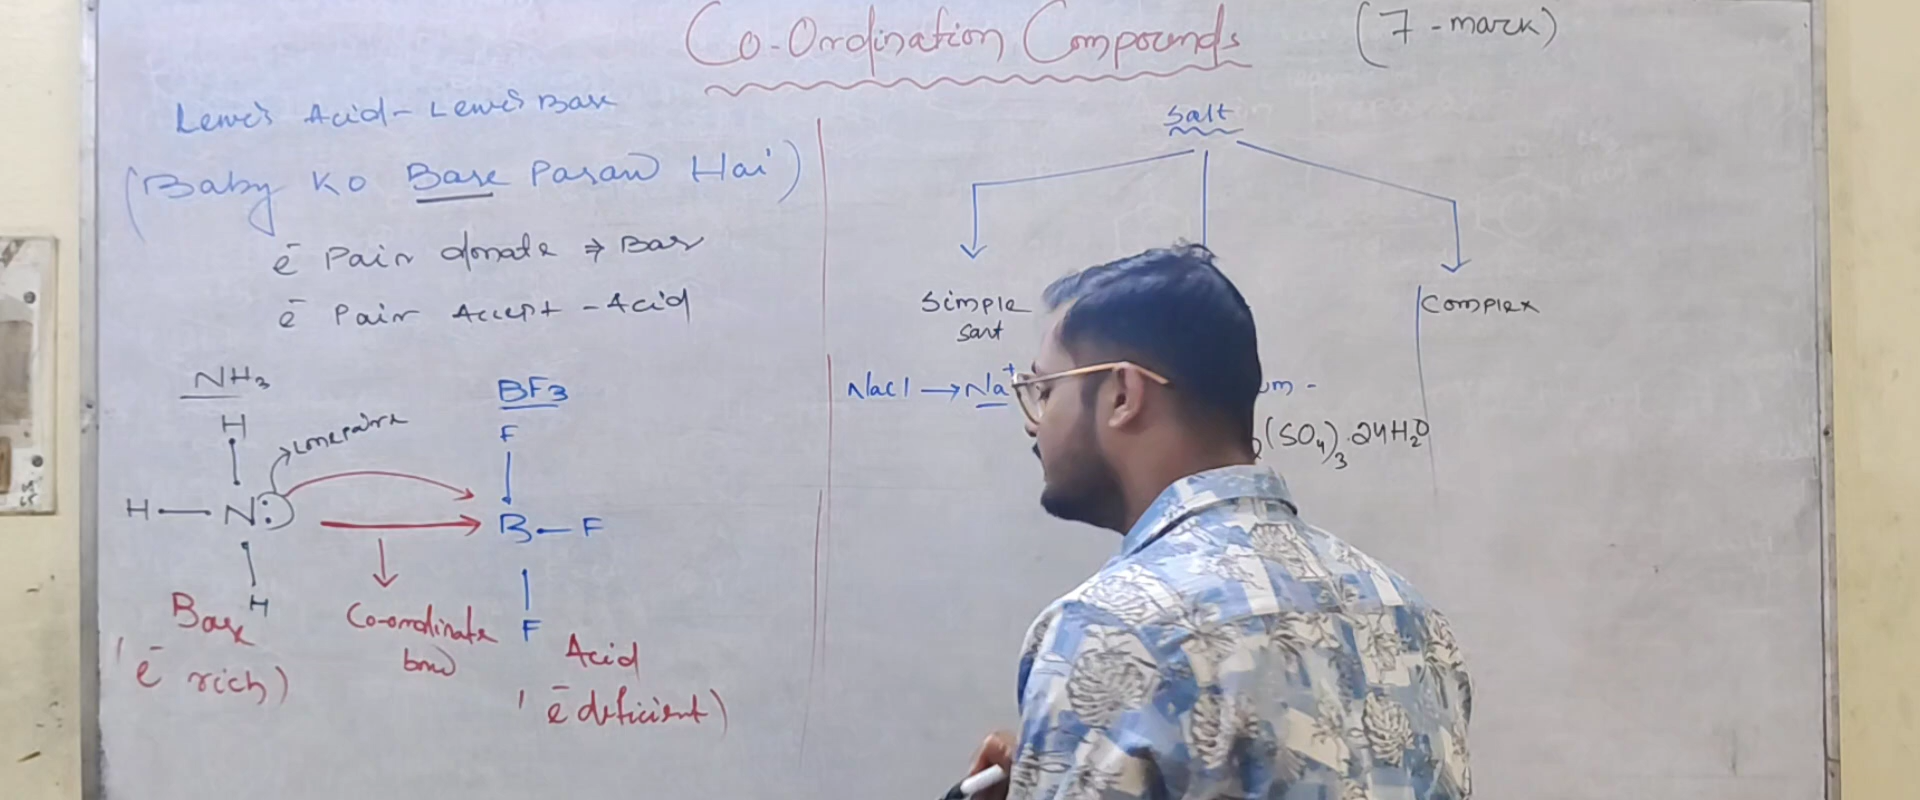 Co-Ordination Compounds (7-mark)
Lewis Acid-Lewis Base
(Baby Ko Base Pasand Hai)
e⁻ Pair donate ⇒ Base
e⁻ Pair Accept - Acid
NH₃
H
lone paire
H — N:
H
Base
e⁻ rich)
Co-ordinate
bond
BF₃
F
B — F
F
Acid
e⁻ deficient)
Salt
Simple
Salt
NaCl → Na⁺
um -
(SO₄)₃.24H₂O
Complex